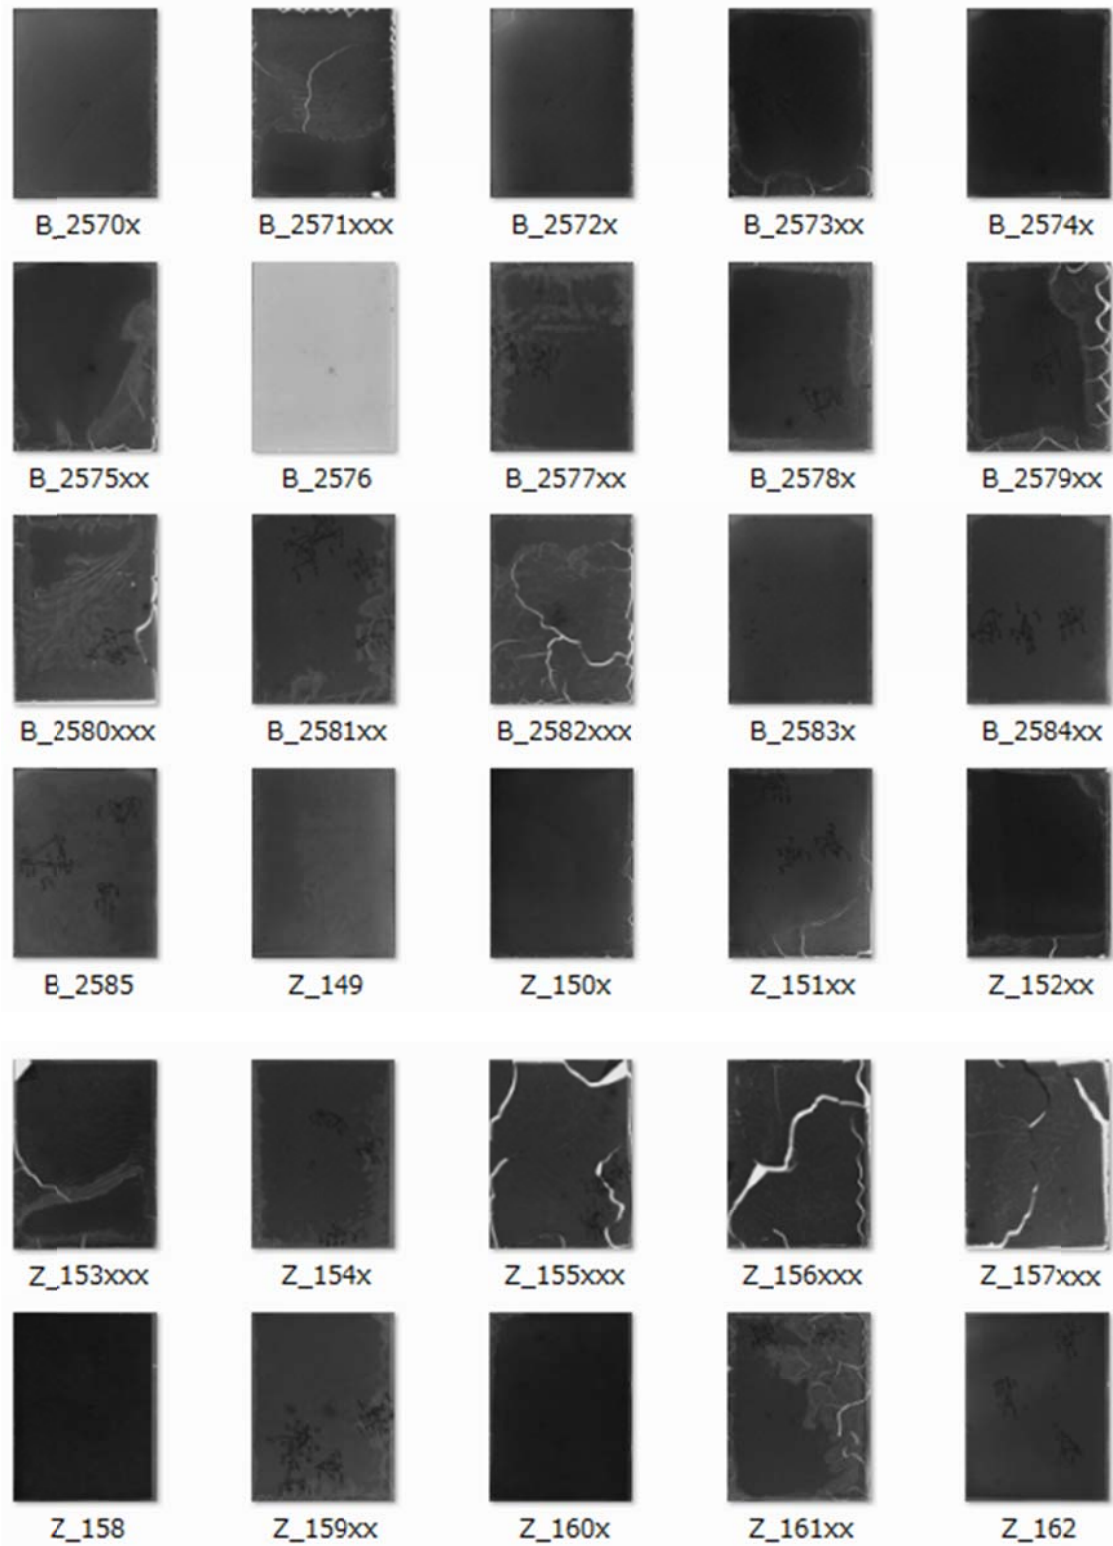 B_2570x B_2571xxx B_2572x B_2573xx B_2574x
B_2575xx B_2576 B_2577xx B_2578x B_2579xx
B_2580xxx B_2581xx B_2582xxx B_2583x B_2584xx
B_2585 Z_149 Z_150x Z_151xx Z_152xx
Z_153xxx Z_154x Z_155xxx Z_156xxx Z_157xxx
Z_158 Z_159xx Z_160x Z_161xx Z_162